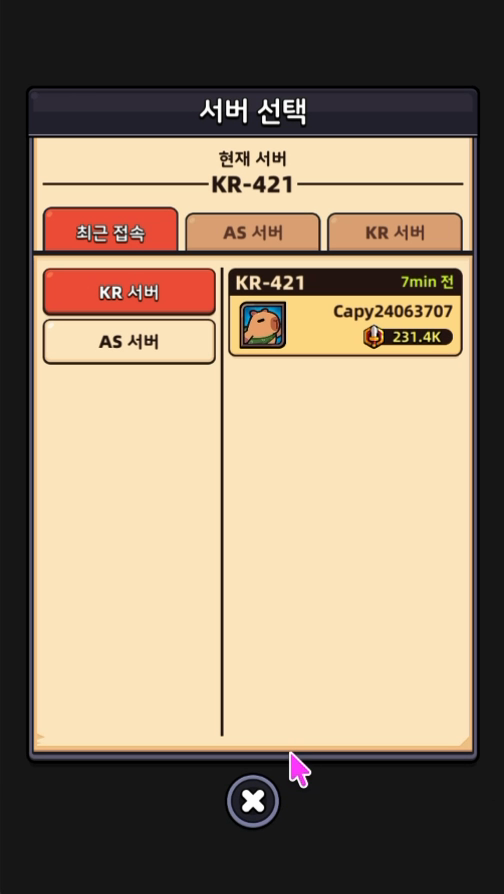 서버 선택
현재 서버
KR-421
최근 접속
AS 서버
KR 서버
KR 서버
AS 서버
KR-421
7min 전
Capy24063707
231.4K